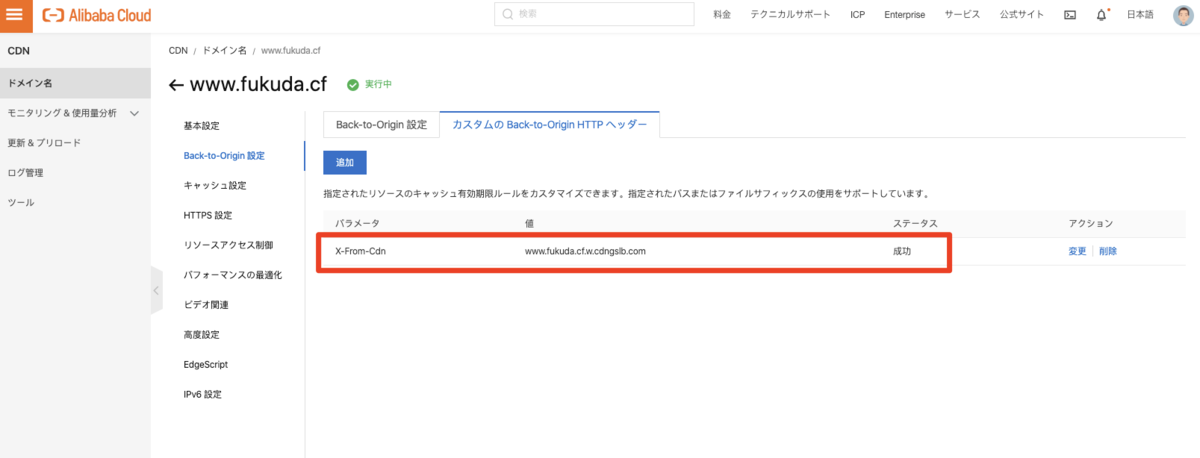 Alibaba Cloud
検索
料金 テクニカルサポート ICP Enterprise サービス 公式サイト 日本語
CDN
ドメイン名
モニタリング & 使用量分析
更新 & プリロード
ログ管理
ツール
CDN / ドメイン名 / www.fukuda.cf
← www.fukuda.cf 実行中
基本設定
Back-to-Origin 設定
キャッシュ設定
HTTPS 設定
リソースアクセス制御
パフォーマンスの最適化
ビデオ関連
高度設定
EdgeScript
IPv6 設定
Back-to-Origin 設定 カスタムの Back-to-Origin HTTP ヘッダー
追加
指定されたリソースのキャッシュ有効期限ルールをカスタマイズできます。指定されたパスまたはファイルサフィックスの使用をサポートしています。
パラメータ 値 ステータス アクション
X-From-Cdn www.fukuda.cf.w.cdngslb.com 成功 変更 削除